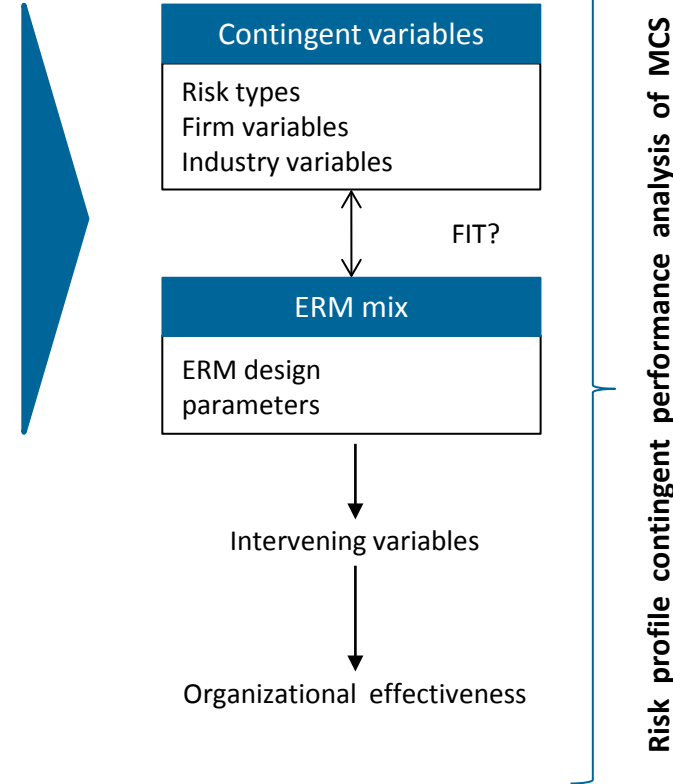 Contingent variables
Risk types
Firm variables
Industry variables
FIT?
ERM mix
ERM design
parameters
Intervening variables
Organizational effectiveness
Risk profile contingent performance analysis of MCS